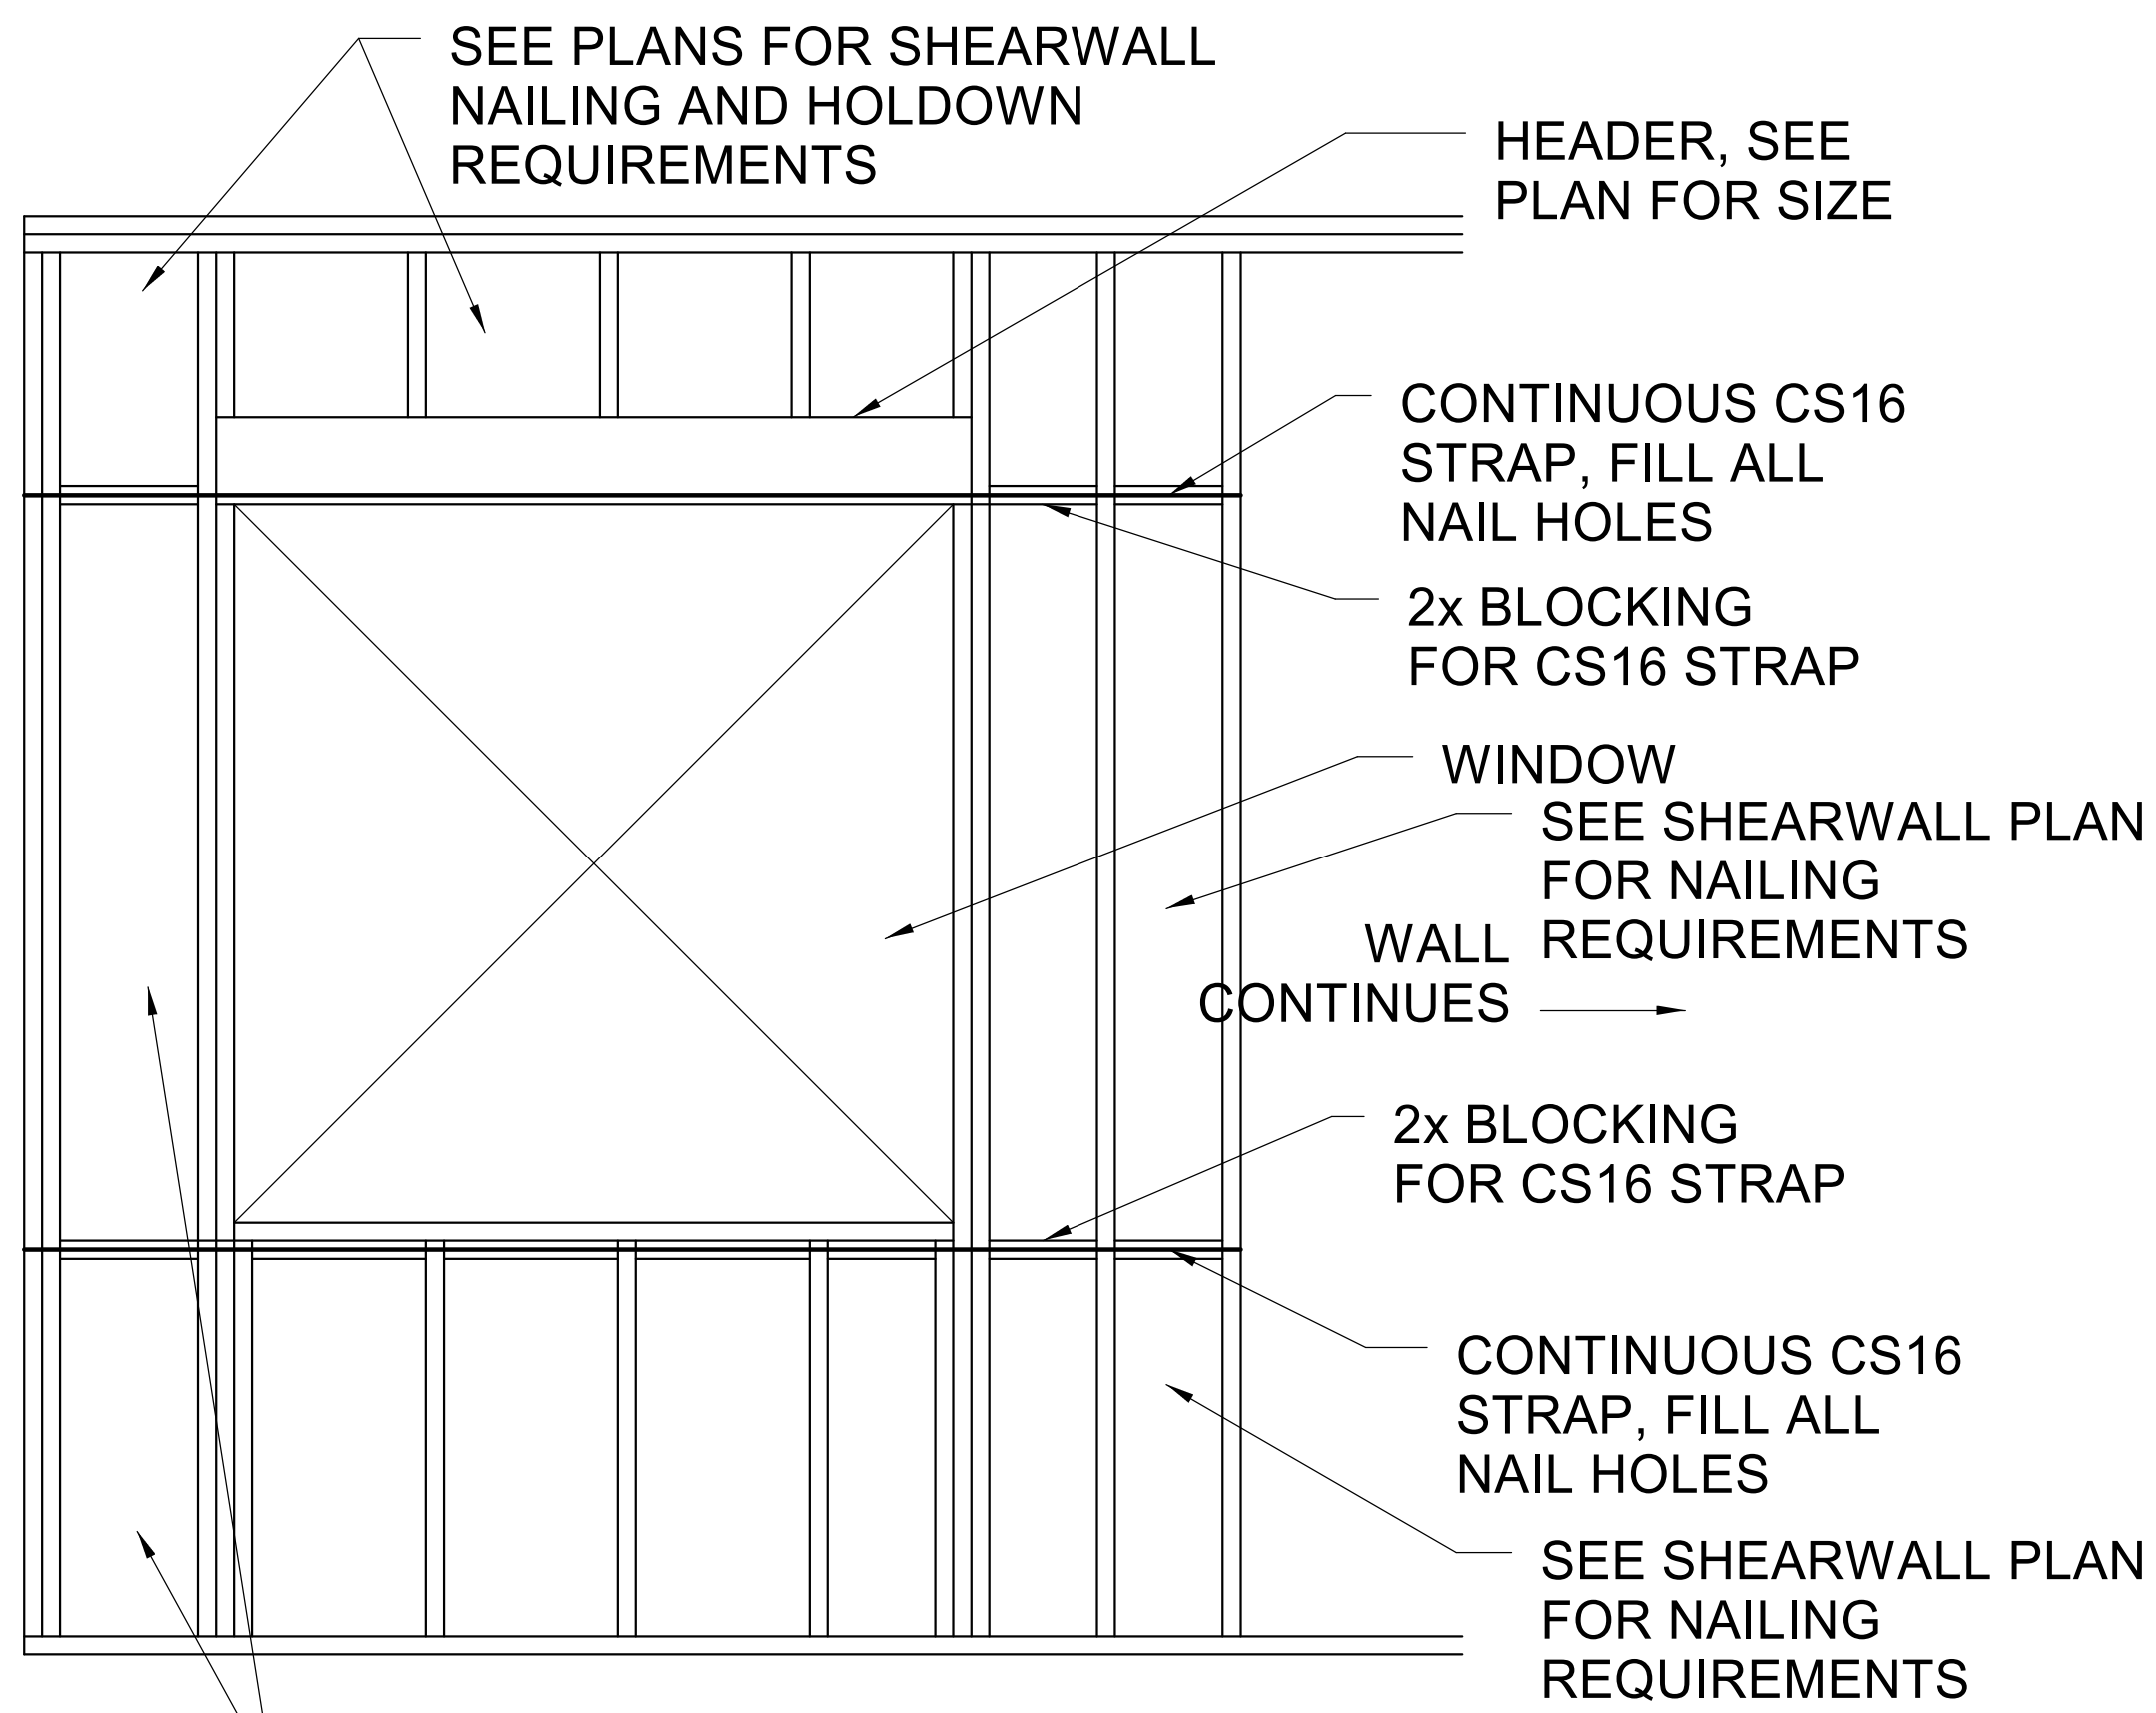 SEE PLANS FOR SHEARWALL
NAILING AND HOLDOWN
REQUIREMENTS
HEADER, SEE
PLAN FOR SIZE
CONTINUOUS CS16
STRAP, FILL ALL
NAIL HOLES
2x BLOCKING
FOR CS16 STRAP
WINDOW
SEE SHEARWALL PLAN
FOR NAILING
REQUIREMENTS
WALL
CONTINUES
2x BLOCKING
FOR CS16 STRAP
CONTINUOUS CS16
STRAP, FILL ALL
NAIL HOLES
SEE SHEARWALL PLAN
FOR NAILING
REQUIREMENTS